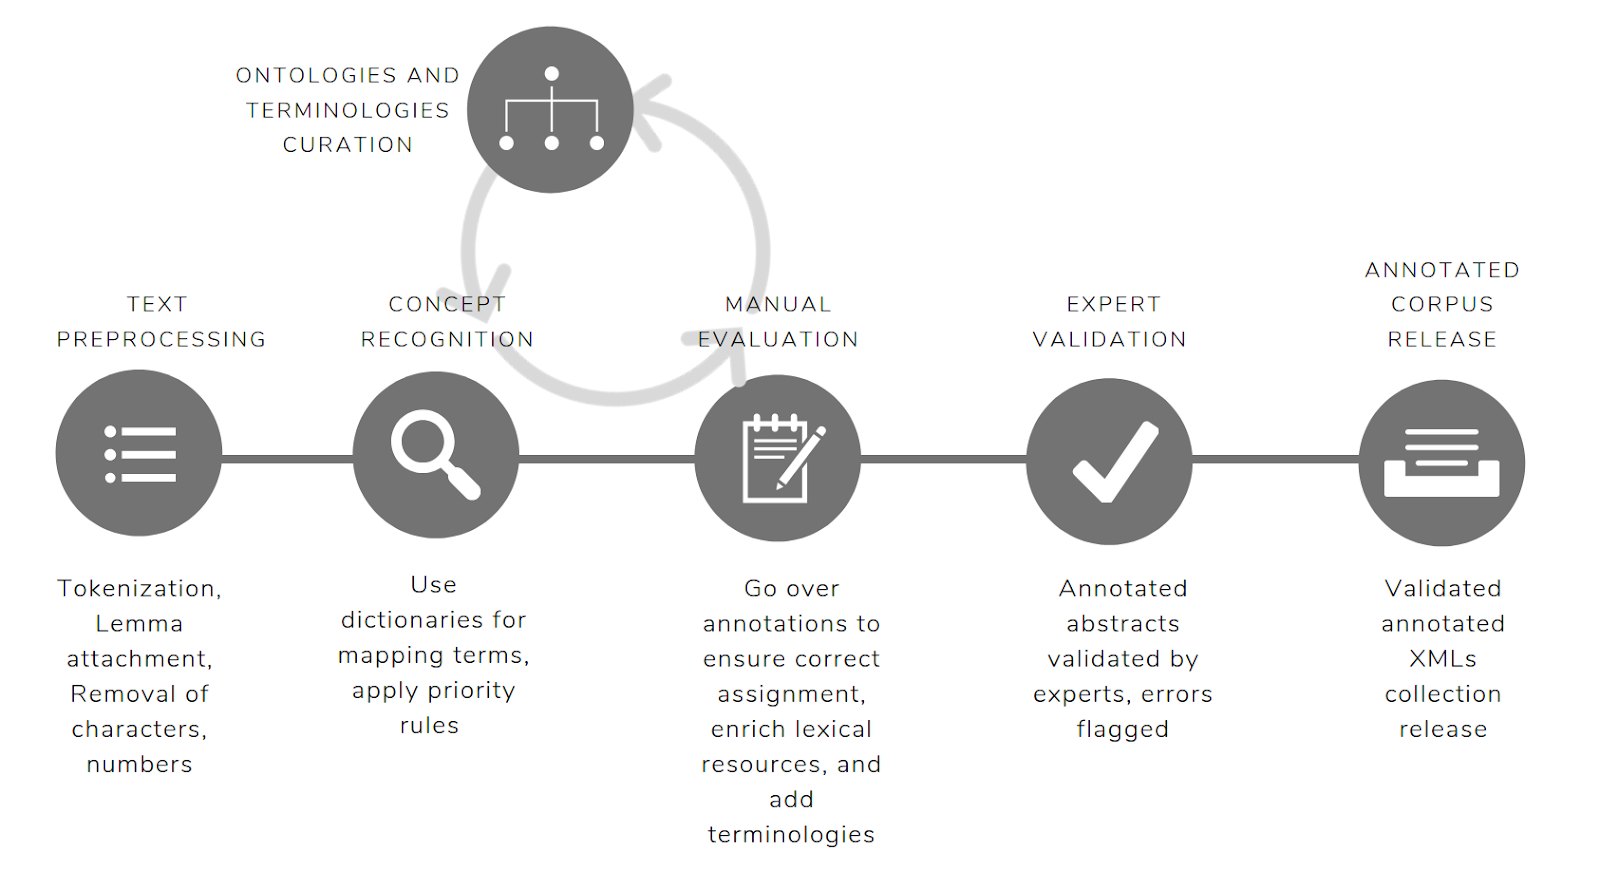 ONTOLOGIES AND
TERMINOLOGIES
CURATION
TEXT
PREPROCESSING
CONCEPT
RECOGNITION
MANUAL
EVALUATION
EXPERT
VALIDATION
ANNOTATED
CORPUS
RELEASE
Tokenization,
Lemma
attachment,
Removal of
characters,
numbers
Use
dictionaries for
mapping terms,
apply priority
rules
Go over
annotations to
ensure correct
assignment,
enrich lexical
resources, and
add
terminologies
Annotated
abstracts
validated by
experts, errors
flagged
Validated
annotated
XMLs
collection
release